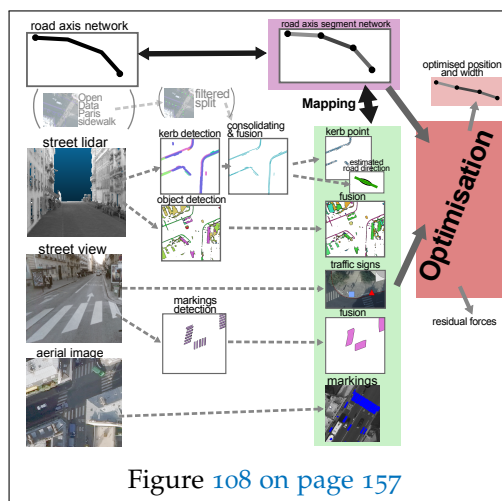 road axis network
road axis segment network
optimised position
and width
Open
Data
Paris
sidewalk
filtered
split
Mapping
street lidar
kerb detection
consolidating
& fusion
kerb point
estimated
road direction
object detection
fusion
Optimisation
street view
traffic signs
markings
detection
fusion
residual forces
aerial image
markings
Figure 108 on page 157